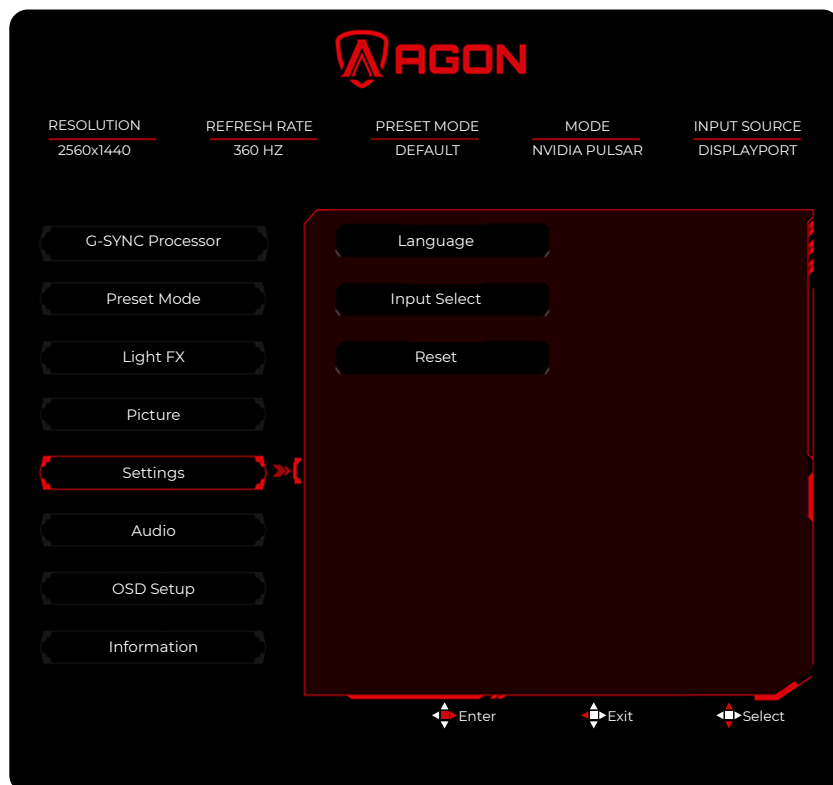 AGON
RESOLUTION REFRESH RATE PRESET MODE MODE INPUT SOURCE
2560x1440 360 HZ DEFAULT NVIDIA PULSAR DISPLAYPORT
G-SYNC Processor Language
Preset Mode Input Select
Light FX Reset
Picture
Settings
Audio
OSD Setup
Information
Enter Exit Select